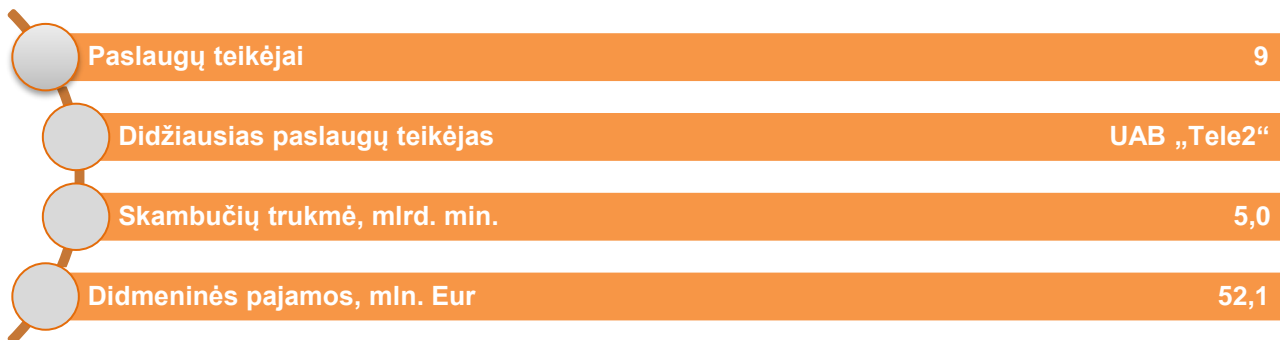 Paslaugų teikėjai 9
Didžiausias paslaugų teikėjas UAB „Tele2“
Skambučių trukmė, mlrd. min. 5,0
Didmeninės pajamos, mln. Eur 52,1